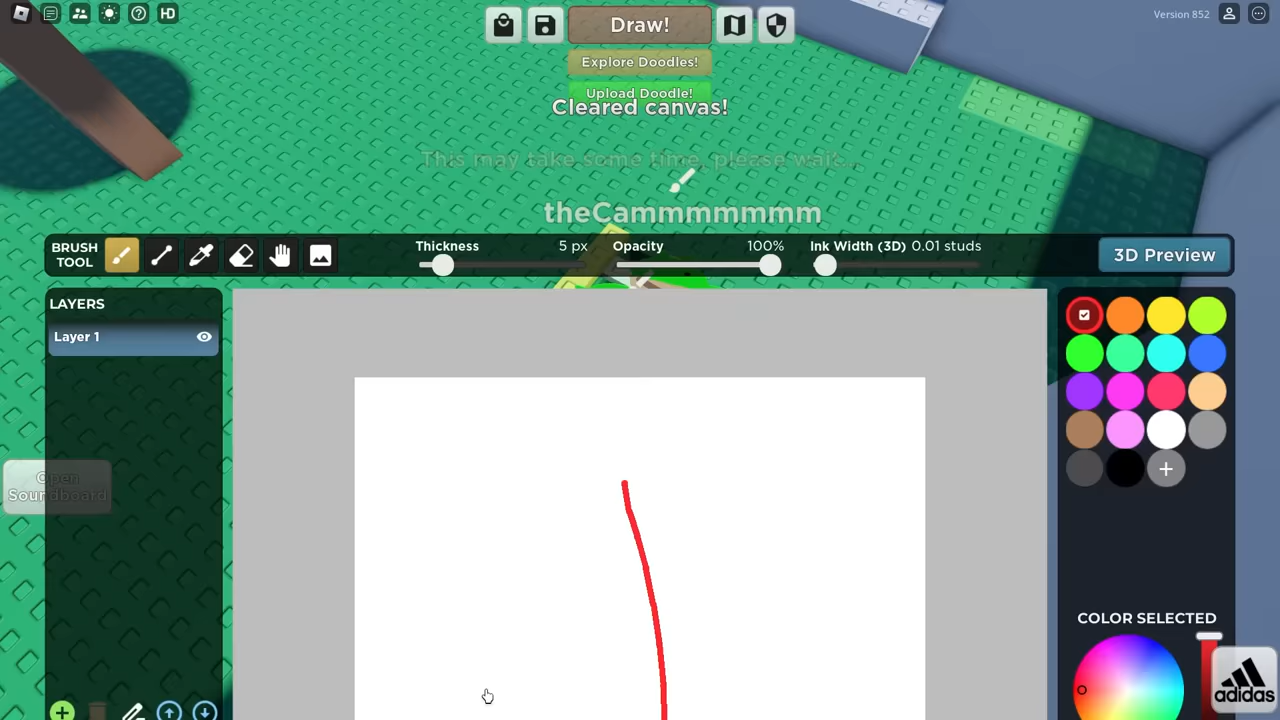 HD
Version 852
Draw!
Explore Doodles!
Upload Doodle!
Cleared canvas!
This may take some time, please wait...
theCammmmmmm
BRUSH
TOOL
Thickness 5 px
Opacity 100%
Ink Width (3D) 0.01 studs
3D Preview
LAYERS
Layer 1
Open
Soundboard
COLOR SELECTED
adidas